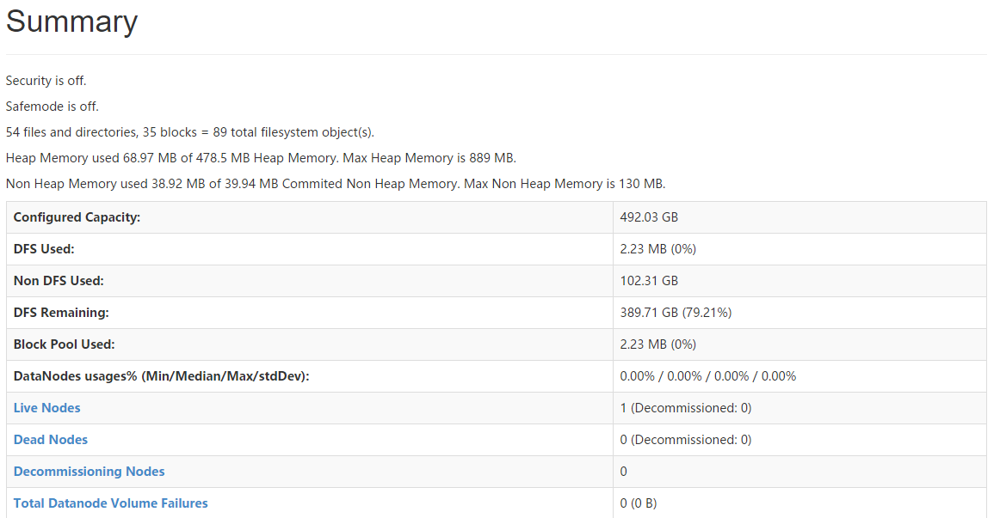 Summary
Security is off.
Safemode is off.
54 files and directories, 35 blocks = 89 total filesystem object(s).
Heap Memory used 68.97 MB of 478.5 MB Heap Memory. Max Heap Memory is 889 MB.
Non Heap Memory used 38.92 MB of 39.94 MB Commited Non Heap Memory. Max Non Heap Memory is 130 MB.
Configured Capacity: 492.03 GB
DFS Used: 2.23 MB (0%)
Non DFS Used: 102.31 GB
DFS Remaining: 389.71 GB (79.21%)
Block Pool Used: 2.23 MB (0%)
DataNodes usages% (Min/Median/Max/stdDev): 0.00% / 0.00% / 0.00% / 0.00%
Live Nodes 1 (Decommissioned: 0)
Dead Nodes 0 (Decommissioned: 0)
Decommissioning Nodes 0
Total Datanode Volume Failures 0 (0 B)